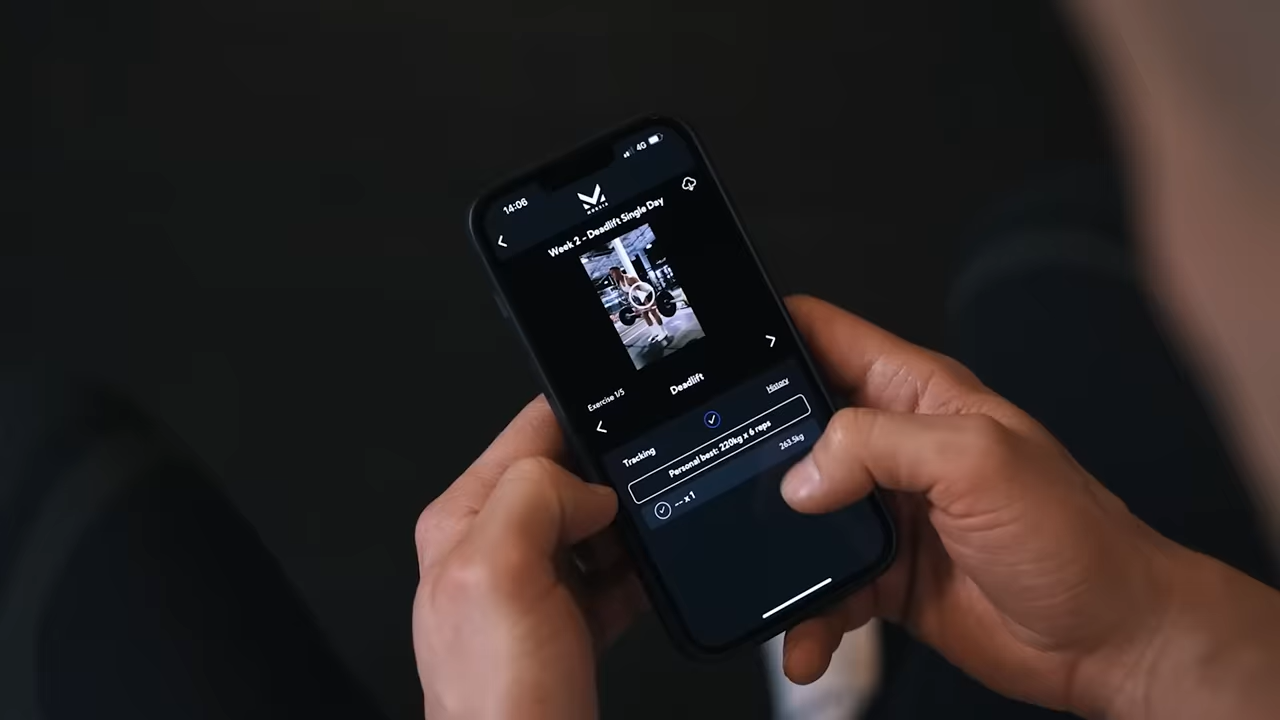 14:06
4G
Week 2 - Deadlift Single Day
Exercise 1/5
Deadlift
History
Tracking
Personal best: 220kg x 6 reps
-- x 1
263.5kg